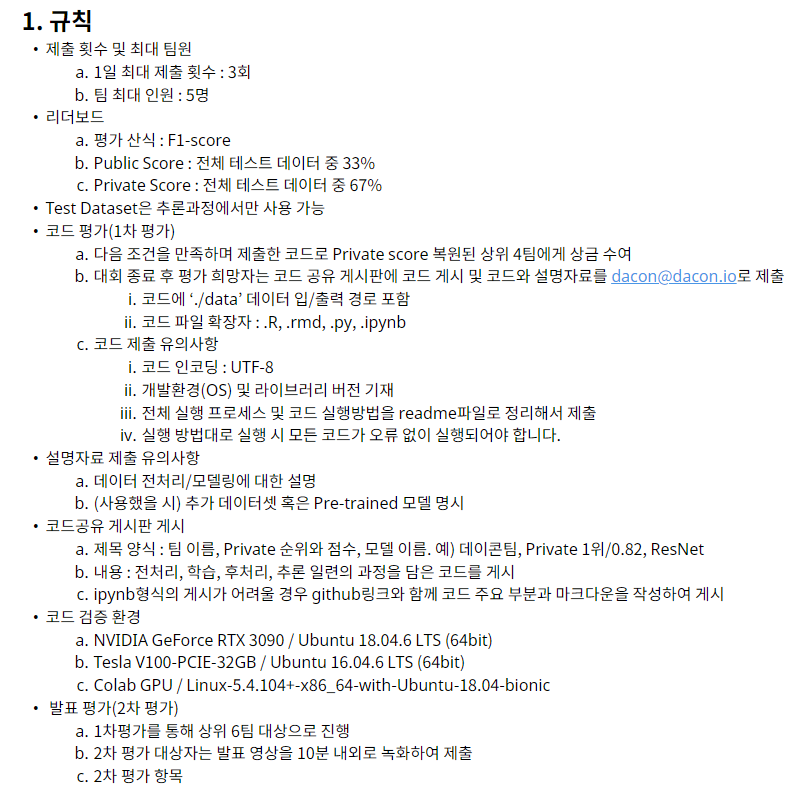 1. 규칙
• 제출 횟수 및 최대 팀원
a. 1일 최대 제출 횟수 : 3회
b. 팀 최대 인원 : 5명
• 리더보드
a. 평가 산식 : F1-score
b. Public Score : 전체 테스트 데이터 중 33%
c. Private Score : 전체 테스트 데이터 중 67%
• Test Dataset은 추론과정에서만 사용 가능
• 코드 평가(1차 평가)
a. 다음 조건을 만족하며 제출한 코드로 Private score 복원된 상위 4팀에게 상금 수여
b. 대회 종료 후 평가 희망자는 코드 공유 게시판에 코드 게시 및 코드와 설명자료를 dacon@dacon.io로 제출
i. 코드에 ‘./data’ 데이터 입/출력 경로 포함
ii. 코드 파일 확장자 : .R, .rmd, .py, .ipynb
c. 코드 제출 유의사항
i. 코드 인코딩 : UTF-8
ii. 개발환경(OS) 및 라이브러리 버전 기재
iii. 전체 실행 프로세스 및 코드 실행방법을 readme파일로 정리해서 제출
iv. 실행 방법대로 실행 시 모든 코드가 오류 없이 실행되어야 합니다.
• 설명자료 제출 유의사항
a. 데이터 전처리/모델링에 대한 설명
b. (사용했을 시) 추가 데이터셋 혹은 Pre-trained 모델 명시
• 코드공유 게시판 게시
a. 제목 양식 : 팀 이름, Private 순위와 점수, 모델 이름. 예) 데이콘팀, Private 1위/0.82, ResNet
b. 내용 : 전처리, 학습, 후처리, 추론 일련의 과정을 담은 코드를 게시
c. ipynb형식의 게시가 어려울 경우 github링크와 함께 코드 주요 부분과 마크다운을 작성하여 게시
• 코드 검증 환경
a. NVIDIA GeForce RTX 3090 / Ubuntu 18.04.6 LTS (64bit)
b. Tesla V100-PCIE-32GB / Ubuntu 16.04.6 LTS (64bit)
c. Colab GPU / Linux-5.4.104+-x86_64-with-Ubuntu-18.04-bionic
• 발표 평가(2차 평가)
a. 1차평가를 통해 상위 6팀 대상으로 진행
b. 2차 평가 대상자는 발표 영상을 10분 내외로 녹화하여 제출
c. 2차 평가 항목